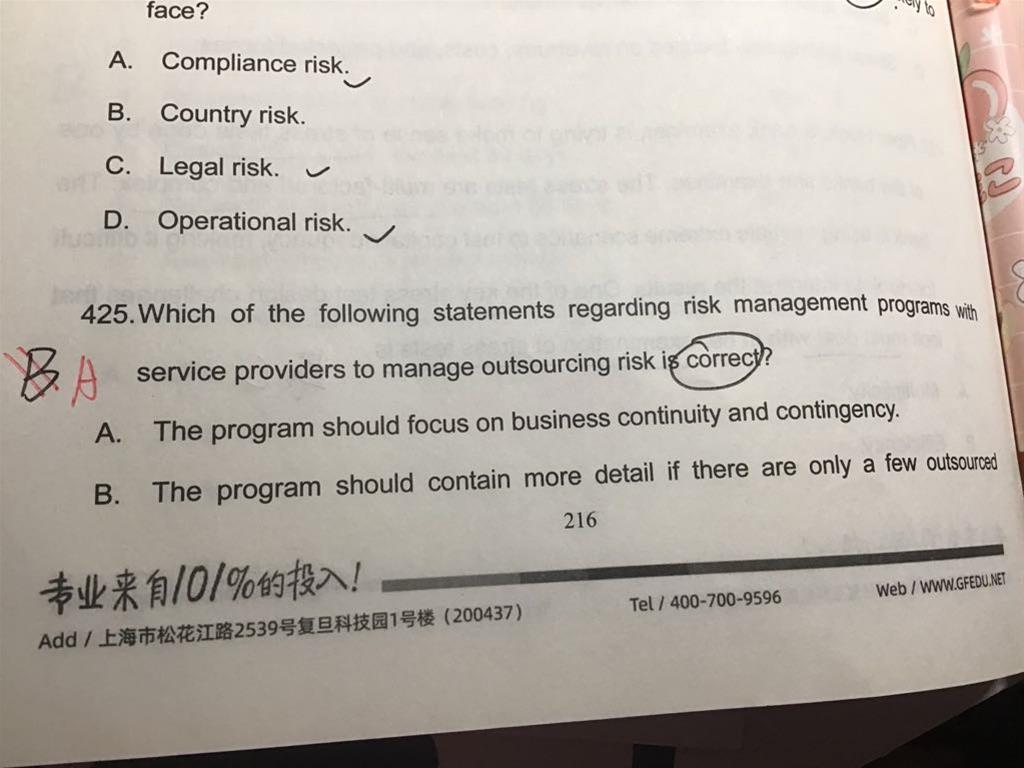 face?
A. Compliance risk.
B. Country risk.
C. Legal risk.
D. Operational risk.
425.Which of the following statements regarding risk management programs with
B A
service providers to manage outsourcing risk is correct?
A. The program should focus on business continuity and contingency.
B. The program should contain more detail if there are only a few outsourced
216
专业来自101%的投入!
Add / 上海市松花江路2539号复旦科技园1号楼（200437）
Tel / 400-700-9596
Web / WWW.GFEDU.NET